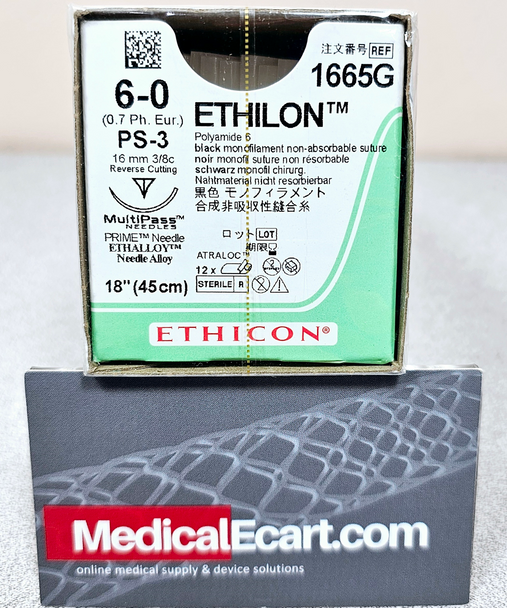 注文番号 REF
1665G
6-0
(0.7 Ph. Eur.)
PS-3
16 mm 3/8c
Reverse Cutting
MultiPass™
NEEDLES
PRIME™ Needle
ETHALLOY™
Needle Alloy
18" (45cm)
ETHILON™
Polyamide 6
black monofilament non-absorbable suture
noir monofil suture non résorbable
schwarz monofil chirurg.
Nahtmaterial nicht resorbierbar
黒色 モノフィラメント
合成非吸収性縫合糸
ロット LOT
期限
ATRALOC™
12 x
STERILE R
ETHICON®
MedicalEcart.com
online medical supply & device solutions